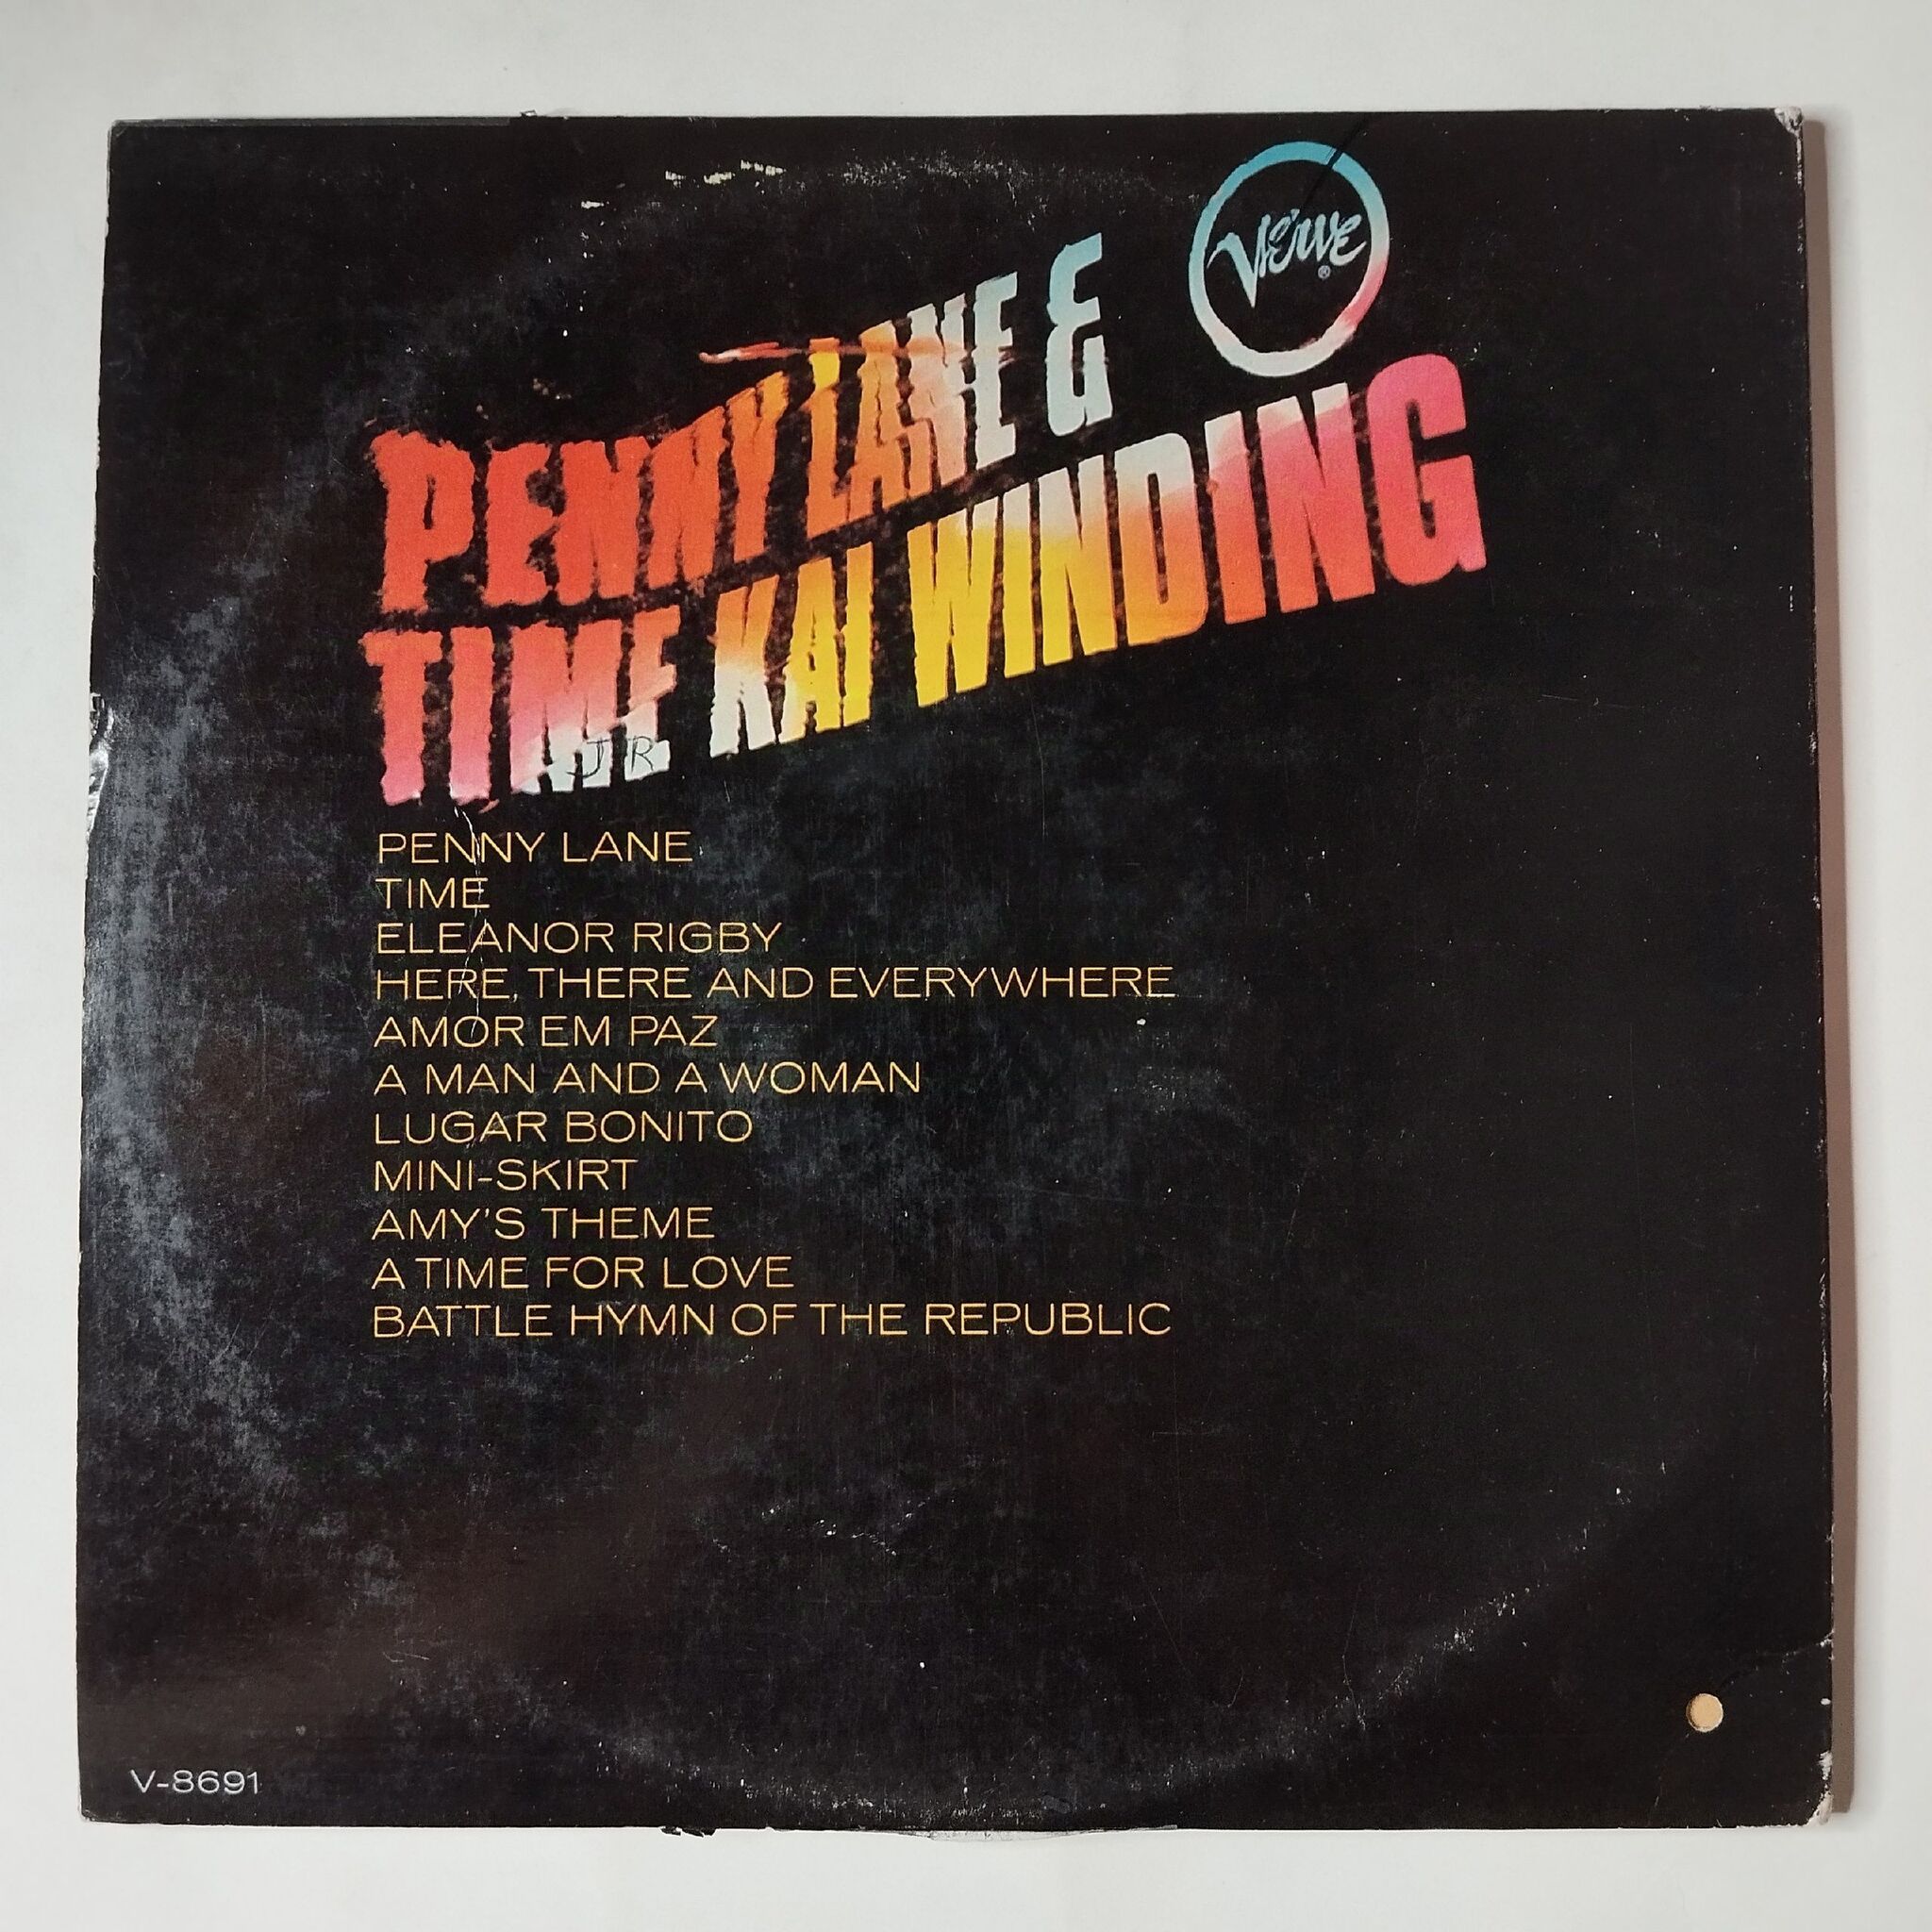 Verve ®
PENNY LANE &
TIME KAI WINDING
JR
PENNY LANE
TIME
ELEANOR RIGBY
HERE, THERE AND EVERYWHERE
AMOR EM PAZ
A MAN AND A WOMAN
LUGAR BONITO
MINI-SKIRT
AMY'S THEME
A TIME FOR LOVE
BATTLE HYMN OF THE REPUBLIC
V-8691